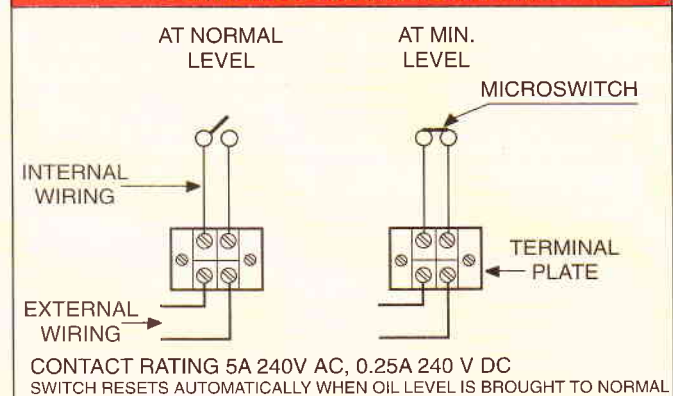 AT NORMAL
LEVEL
AT MIN.
LEVEL
MICROSWITCH
INTERNAL
WIRING
TERMINAL
PLATE
EXTERNAL
WIRING
CONTACT RATING 5A 240V AC, 0.25A 240 V DC
SWITCH RESETS AUTOMATICALLY WHEN OIL LEVEL IS BROUGHT TO NORMAL